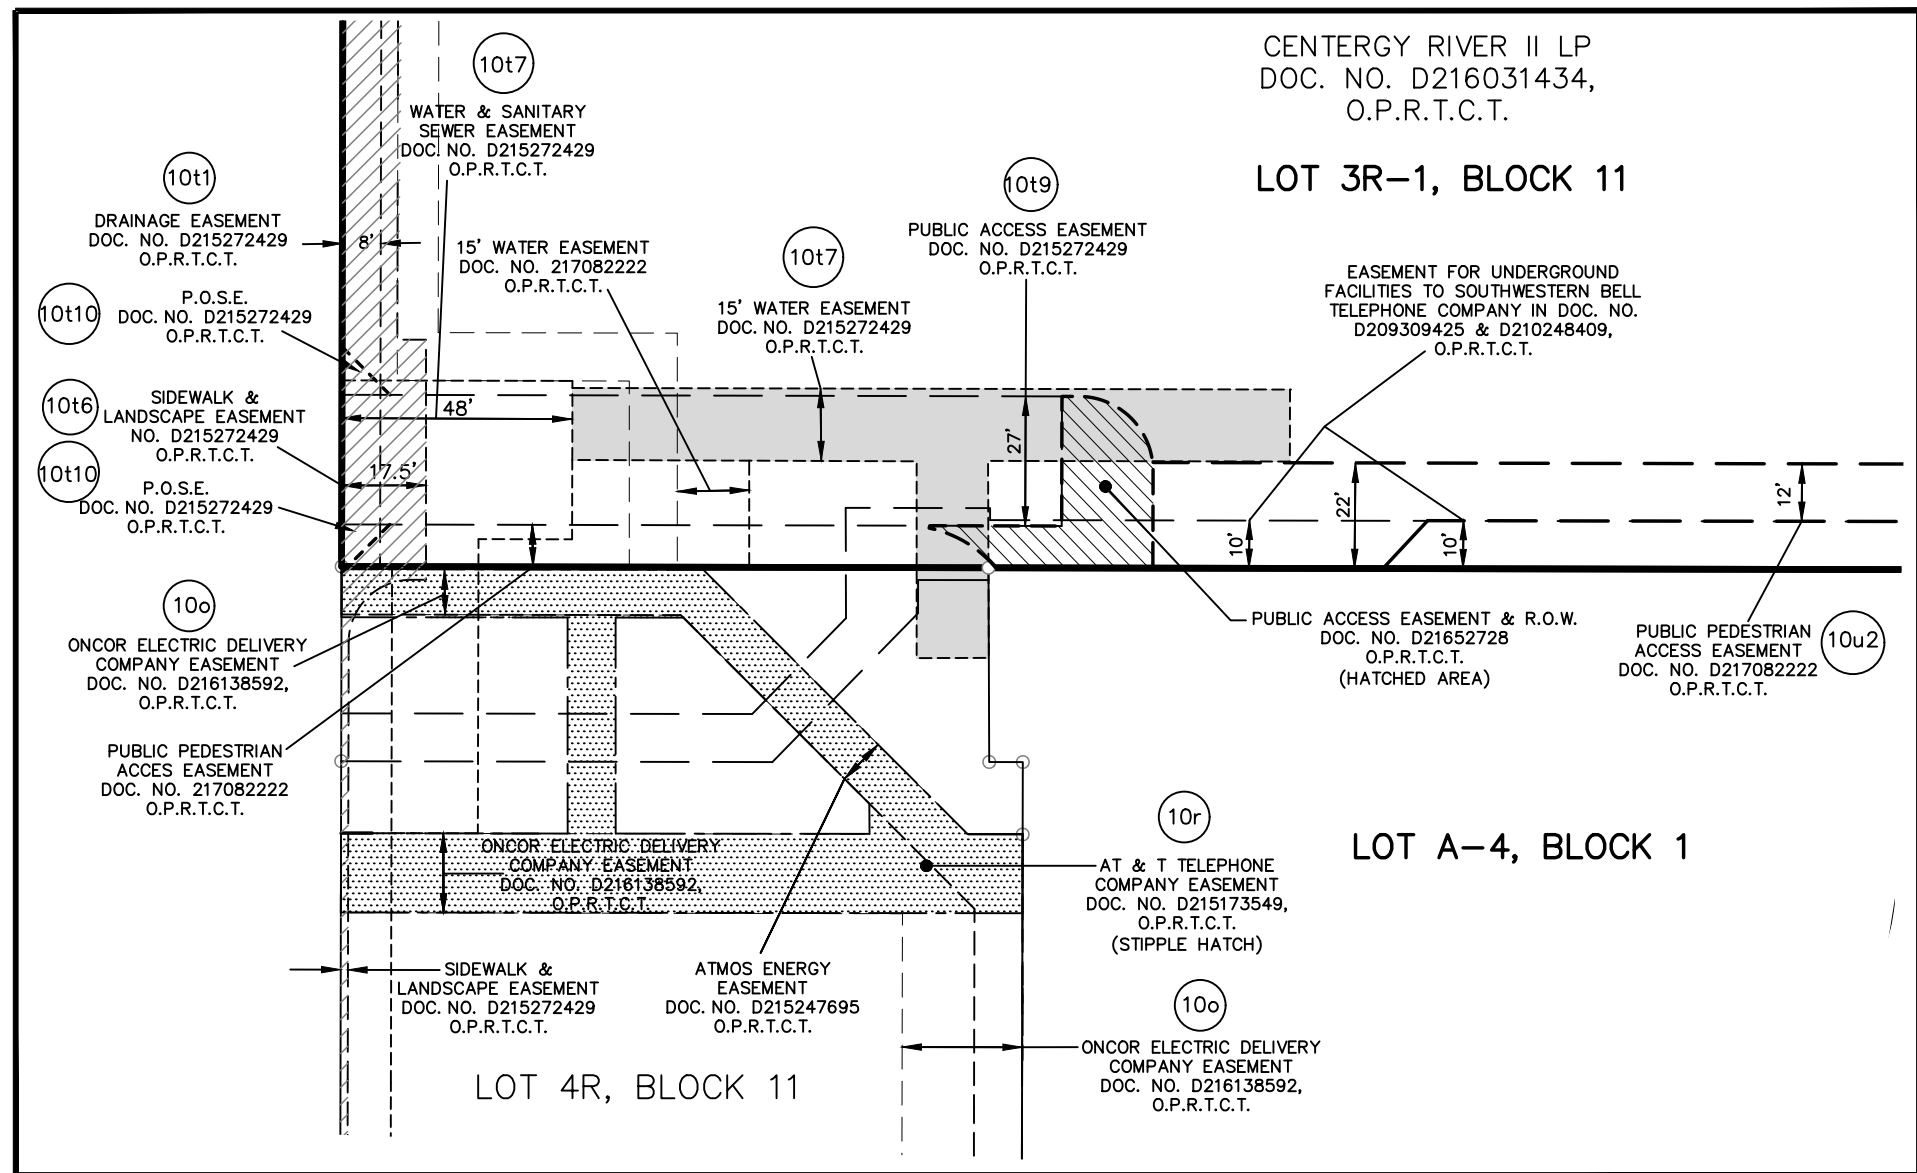 CENTERGY RIVER II LP
DOC. NO. D216031434,
O.P.R.T.C.T.
LOT 3R-1, BLOCK 11
10t7
WATER & SANITARY
SEWER EASEMENT
DOC. NO. D215272429
O.P.R.T.C.T.
10t1
DRAINAGE EASEMENT
DOC. NO. D215272429
O.P.R.T.C.T.
8'
15' WATER EASEMENT
DOC. NO. 217082222
O.P.R.T.C.T.
10t7
15' WATER EASEMENT
DOC. NO. D215272429
O.P.R.T.C.T.
10t9
PUBLIC ACCESS EASEMENT
DOC. NO. D215272429
O.P.R.T.C.T.
EASEMENT FOR UNDERGROUND
FACILITIES TO SOUTHWESTERN BELL
TELEPHONE COMPANY IN DOC. NO.
D209309425 & D210248409,
O.P.R.T.C.T.
10t10
P.O.S.E.
DOC. NO. D215272429
O.P.R.T.C.T.
10t6
SIDEWALK &
LANDSCAPE EASEMENT
NO. D215272429
O.P.R.T.C.T.
48'
27'
10t10
17.5'
P.O.S.E.
DOC. NO. D215272429
O.P.R.T.C.T.
10'
22'
10'
12'
10o
ONCOR ELECTRIC DELIVERY
COMPANY EASEMENT
DOC. NO. D216138592,
O.P.R.T.C.T.
PUBLIC ACCESS EASEMENT & R.O.W.
DOC. NO. D21652728
O.P.R.T.C.T.
(HATCHED AREA)
PUBLIC PEDESTRIAN
ACCESS EASEMENT
DOC. NO. D217082222
O.P.R.T.C.T.
10u2
PUBLIC PEDESTRIAN
ACCES EASEMENT
DOC. NO. 217082222
O.P.R.T.C.T.
ONCOR ELECTRIC DELIVERY
COMPANY EASEMENT
DOC. NO. D216138592,
O.P.R.T.C.T.
10r
AT & T TELEPHONE
COMPANY EASEMENT
DOC. NO. D215173549,
O.P.R.T.C.T.
(STIPPLE HATCH)
LOT A-4, BLOCK 1
SIDEWALK &
LANDSCAPE EASEMENT
DOC. NO. D215272429
O.P.R.T.C.T.
ATMOS ENERGY
EASEMENT
DOC. NO. D215247695
O.P.R.T.C.T.
10o
ONCOR ELECTRIC DELIVERY
COMPANY EASEMENT
DOC. NO. D216138592,
O.P.R.T.C.T.
LOT 4R, BLOCK 11